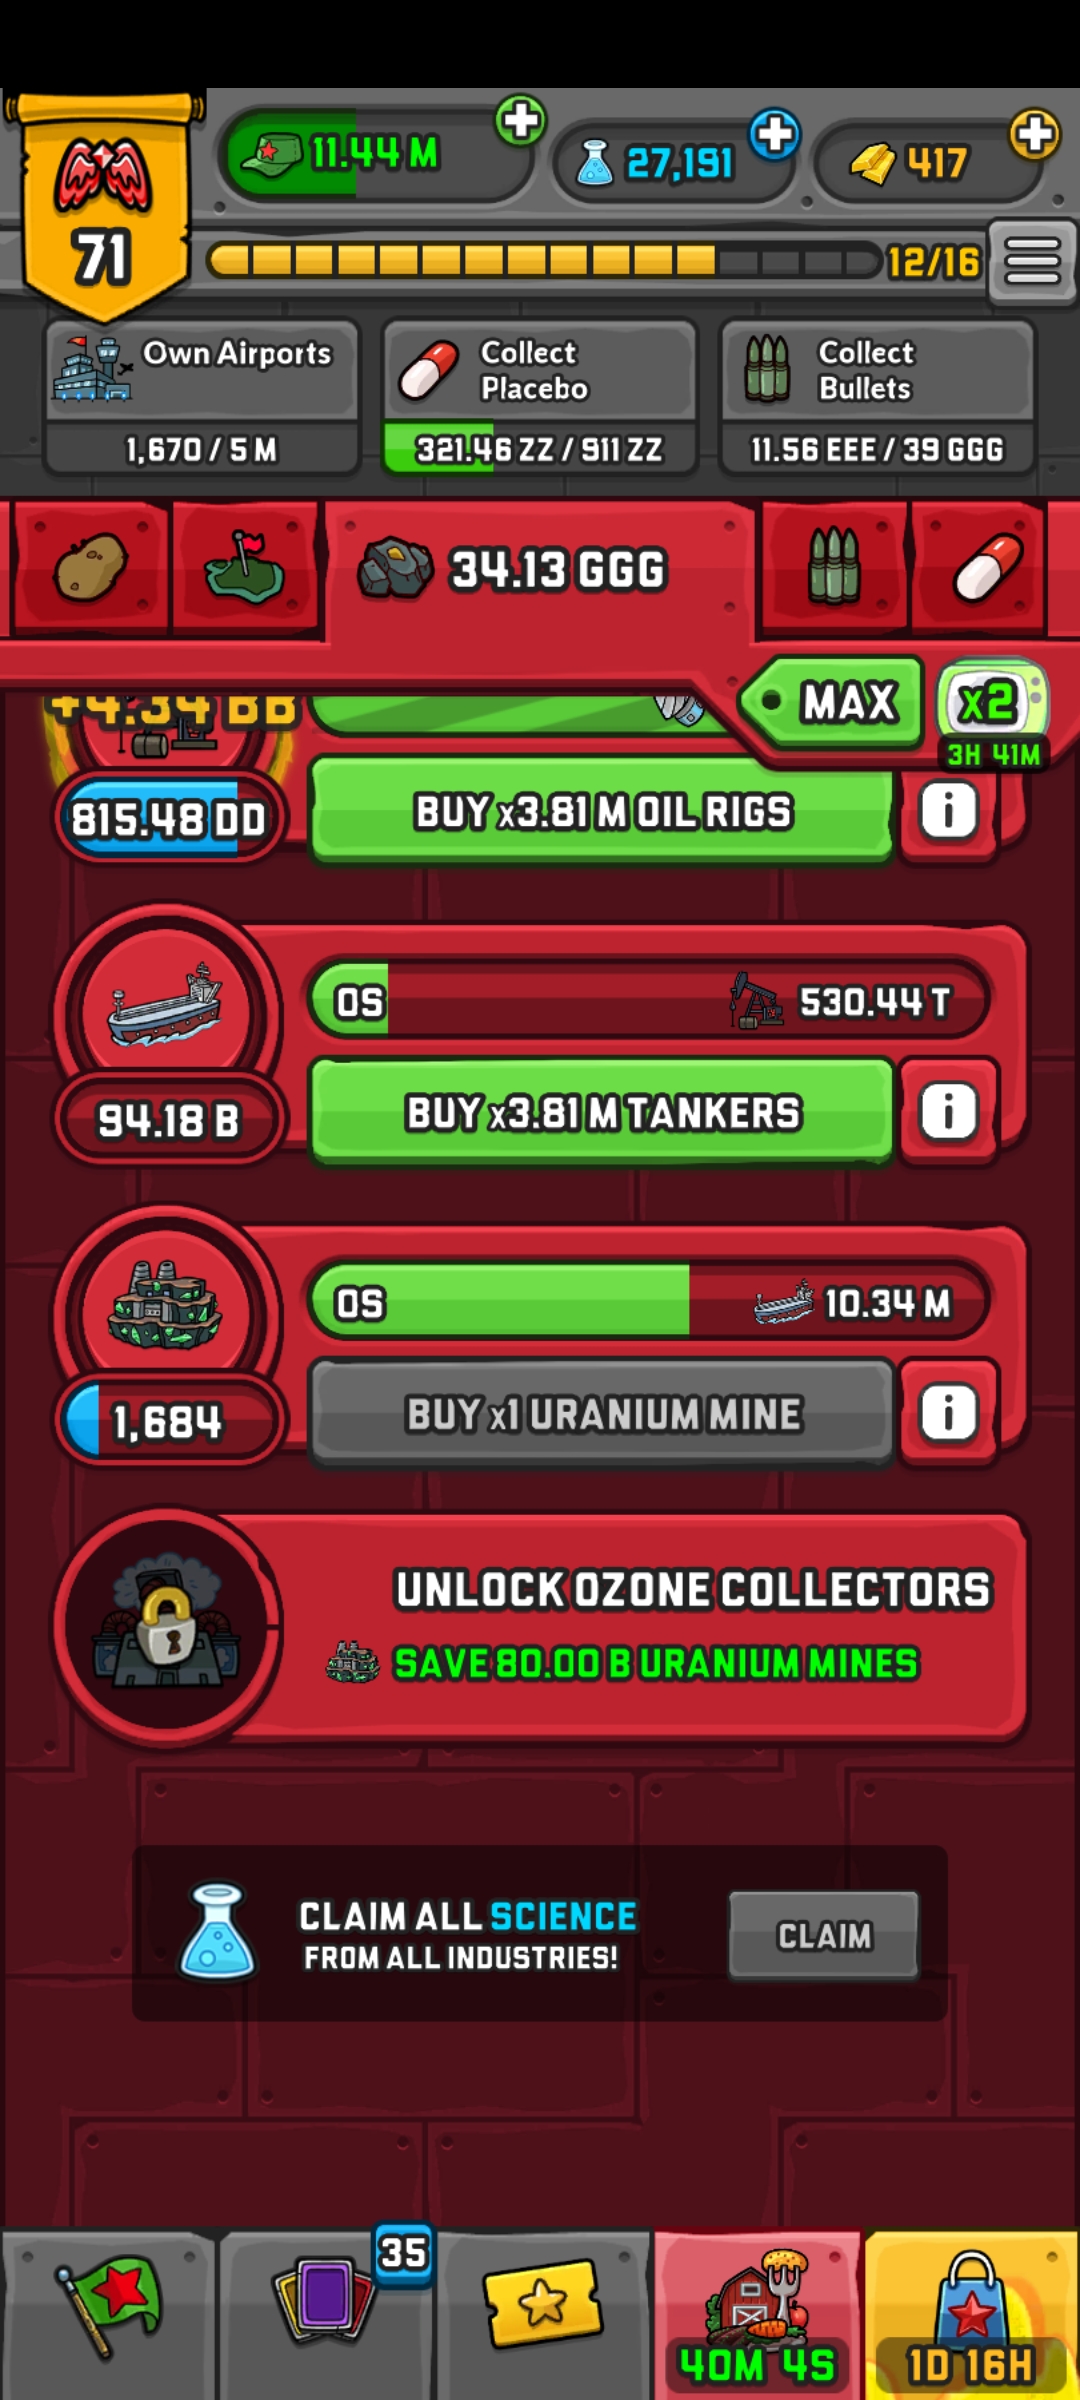 11.44 M
27,191
417
71
12/16
Own Airports
1,670 / 5 M
Collect
Placebo
321.46 ZZ / 911 ZZ
Collect
Bullets
11.56 EEE / 39 GGG
34.13 GGG
MAX
x2
3H 41M
+4.34 BB
815.48 DD
BUY x3.81 M OIL RIGS
i
0S
530.44 T
94.18 B
BUY x3.81 M TANKERS
i
0S
10.34 M
1,684
BUY x1 URANIUM MINE
i
UNLOCK OZONE COLLECTORS
SAVE 80.00 B URANIUM MINES
CLAIM ALL SCIENCE
FROM ALL INDUSTRIES!
CLAIM
35
40M 4S
1D 16H